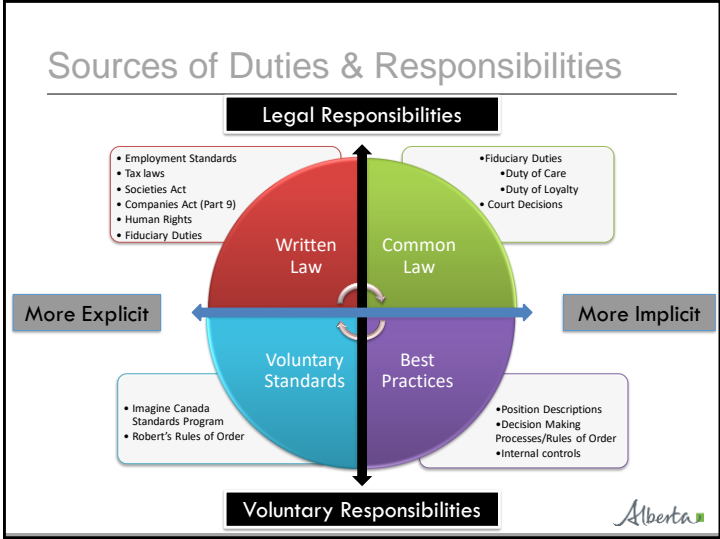 Sources of Duties & Responsibilities
Legal Responsibilities
• Employment Standards
• Tax laws
• Societies Act
• Companies Act (Part 9)
• Human Rights
• Fiduciary Duties
•Fiduciary Duties
•Duty of Care
•Duty of Loyalty
• Court Decisions
Written
Law
Common
Law
More Explicit
More Implicit
Voluntary
Standards
Best
Practices
• Imagine Canada
Standards Program
• Robert's Rules of Order
•Position Descriptions
•Decision Making
Processes/Rules of Order
•Internal controls
Voluntary Responsibilities
Alberta